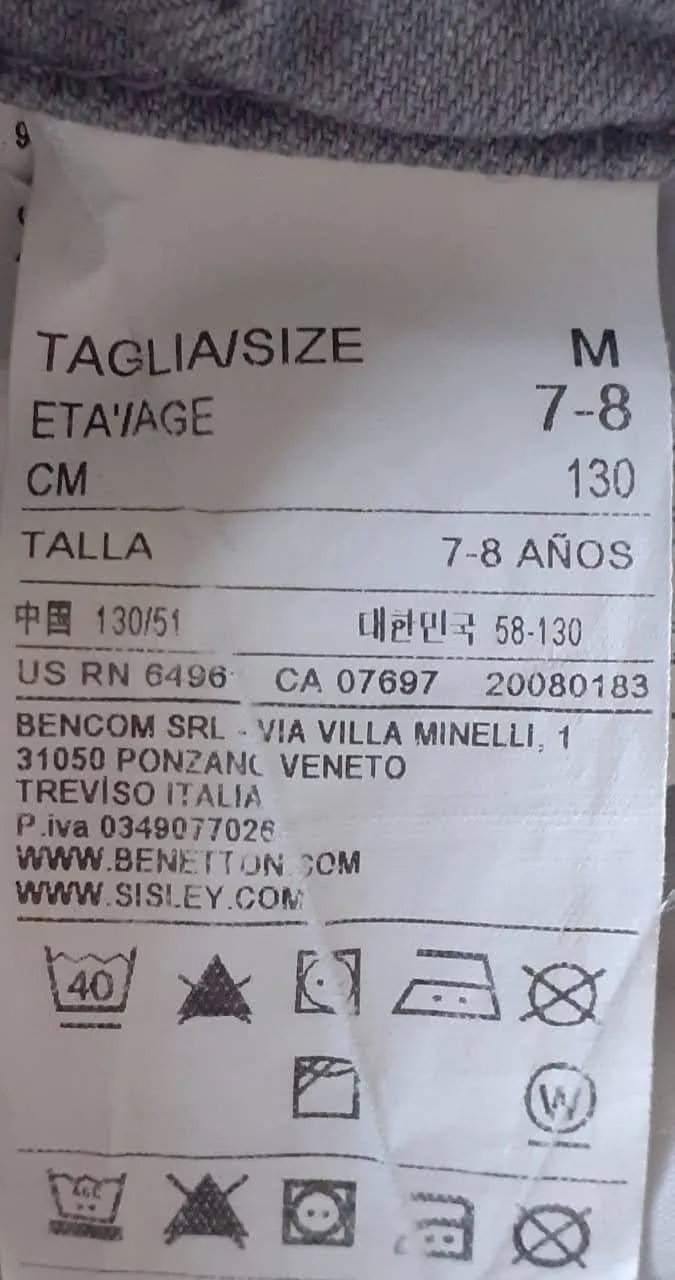 9
TAGLIA/SIZE M
ETA'/AGE 7-8
CM 130
TALLA 7-8 AÑOS
中国 130/51 대한민국 58-130
US RN 6496 CA 07697 20080183
BENCOM SRL - VIA VILLA MINELLI, 1
31050 PONZANO VENETO
TREVISO ITALIA
P.iva 0349077026
WWW.BENETTON.COM
WWW.SISLEY.COM
40
W